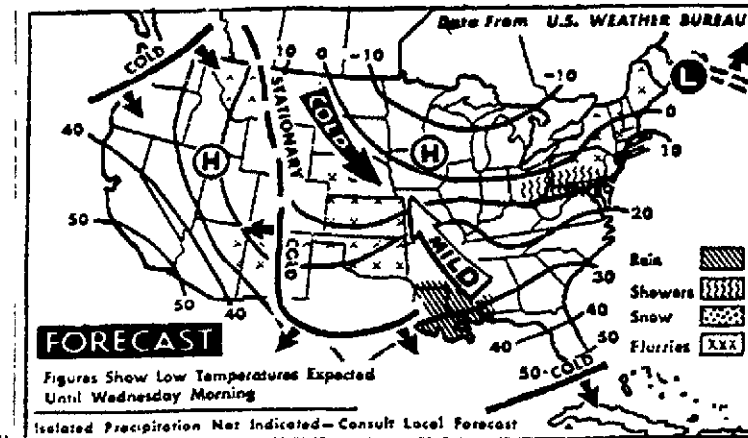 Data From U.S. WEATHER BUREAU
COLD
10
0
-10
-10
L
STATIONARY
COLD
0
10
40
H
H
50
20
COLD
MILD
30
Rain
Showers
Snow
Flurries
50
40
40
40
50
50
COLD
FORECAST
Figures Show Low Temperatures Expected
Until Wednesday Morning
Isolated Precipitation Not Indicated—Consult Local Forecast